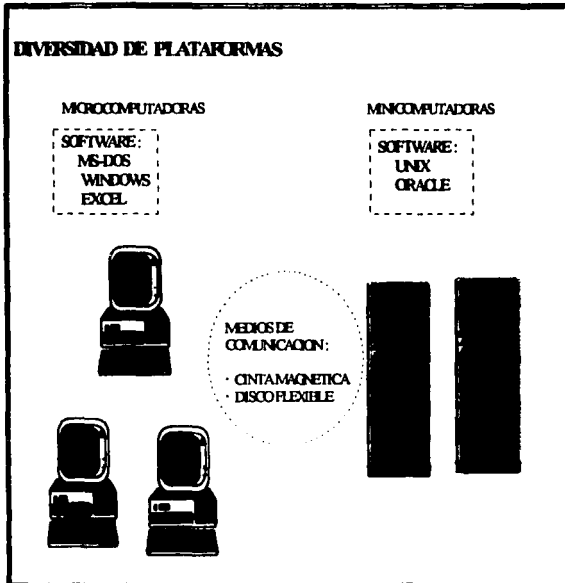 DIVERSIDAD DE PLATAFORMAS
MICROCOMPUTADORAS
SOFTWARE:
MS-DOS
WINDOWS
EXCEL
MINICOMPUTADORAS
SOFTWARE:
UNIX
ORACLE
MEDIOS DE
COMUNICACION:
· CINTA MAGNETICA
· DISCO FLEXIBLE